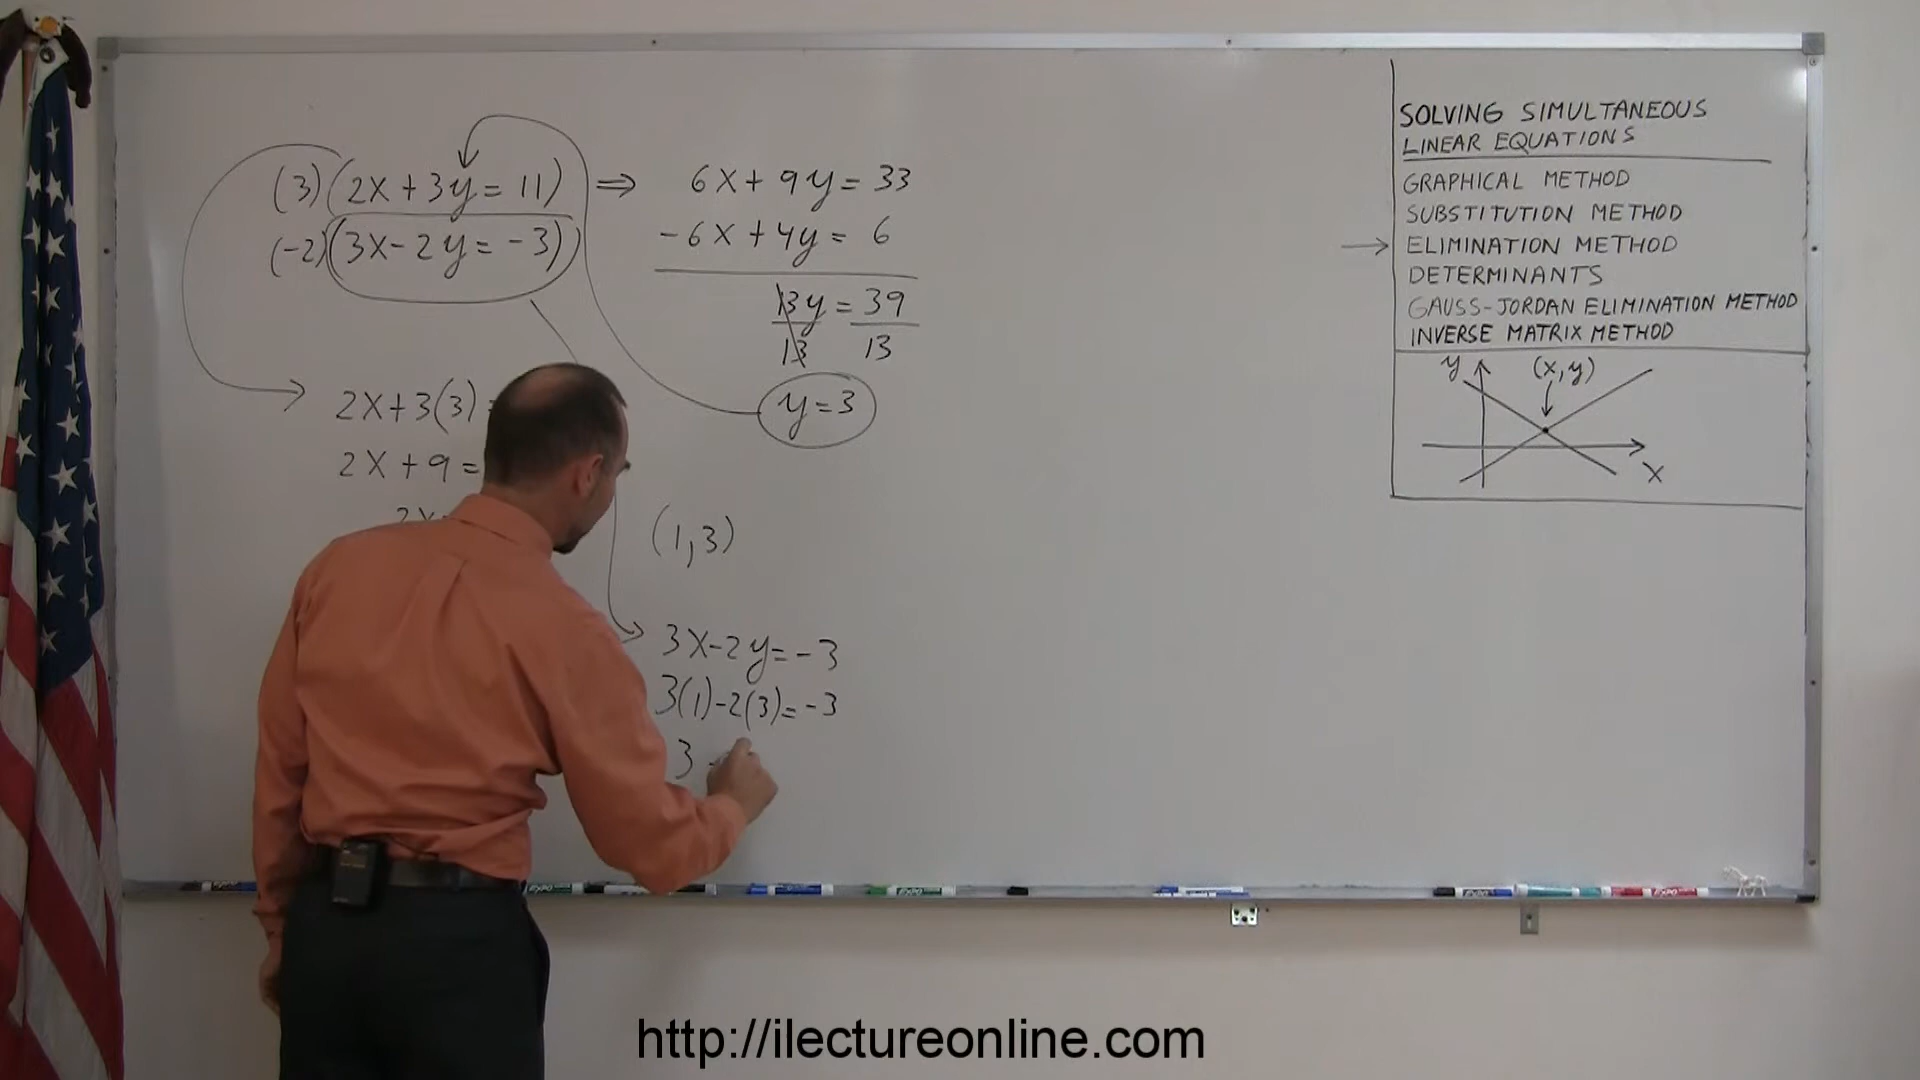 (3)(2X + 3y = 11) ⇒ 6X + 9y = 33
(-2)(3X - 2y = -3) -6X + 4y = 6
13y = 39
13 13
y = 3
2X + 3(3) =
2X + 9 =
2X
(1,3)
3X - 2y = -3
3(1) - 2(3) = -3
3 -
SOLVING SIMULTANEOUS
LINEAR EQUATIONS
GRAPHICAL METHOD
SUBSTITUTION METHOD
→ ELIMINATION METHOD
DETERMINANTS
GAUSS-JORDAN ELIMINATION METHOD
INVERSE MATRIX METHOD
y (x,y)
X
EXPO
http://ilectureonline.com